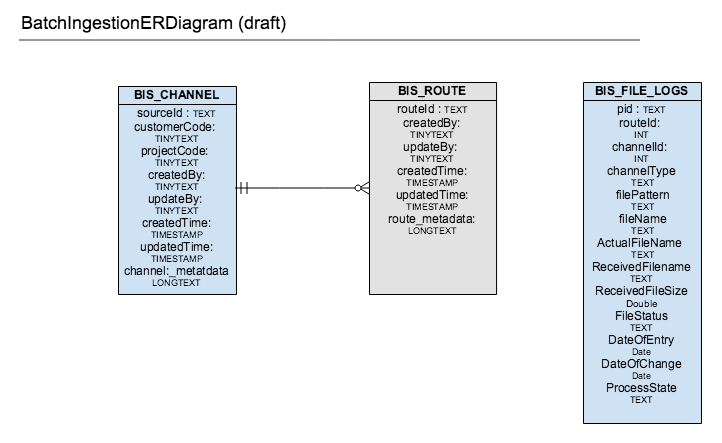 BatchIngestionERDiagram (draft)
BIS_CHANNEL
sourceId : TEXT
customerCode:
TINYTEXT
projectCode:
TINYTEXT
createdBy:
TINYTEXT
updateBy:
TINYTEXT
createdTime:
TIMESTAMP
updatedTime:
TIMESTAMP
channel:_metatdata
LONGTEXT
BIS_ROUTE
routeId : TEXT
createdBy:
TINYTEXT
updateBy:
TINYTEXT
createdTime:
TIMESTAMP
updatedTime:
TIMESTAMP
route_metadata:
LONGTEXT
BIS_FILE_LOGS
pid : TEXT
routeId:
INT
channelId:
INT
channelType
TEXT
filePattern
TEXT
fileName
TEXT
ActualFileName
TEXT
ReceivedFilename
TEXT
ReceivedFileSize
Double
FileStatus
TEXT
DateOfEntry
Date
DateOfChange
Date
ProcessState
TEXT